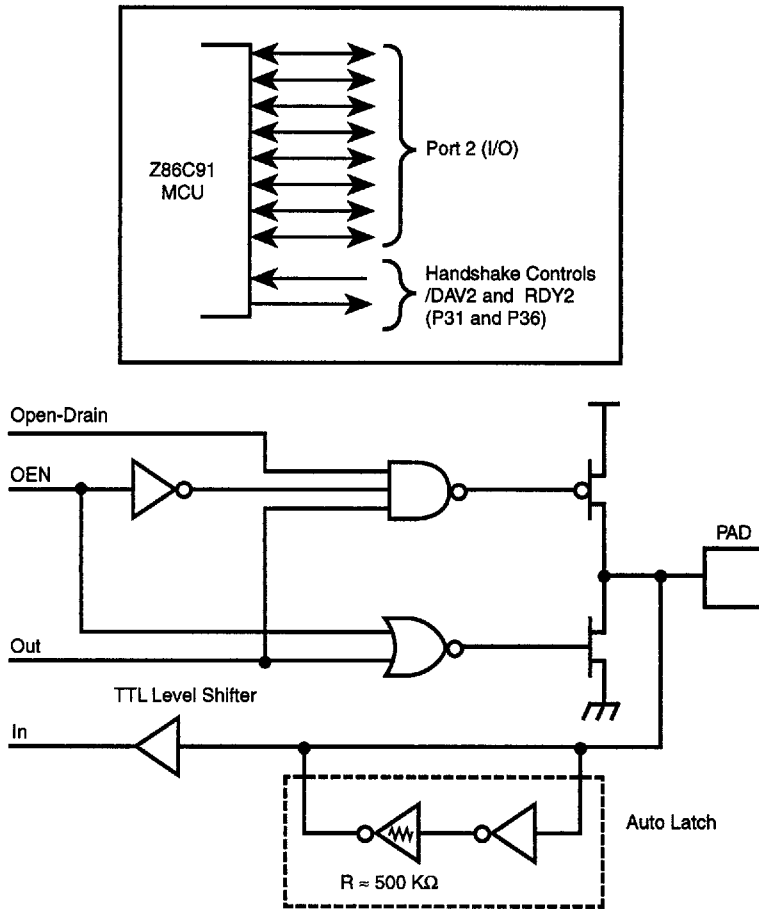 Z86C91
MCU
Port 2 (I/O)
Handshake Controls
/DAV2 and RDY2
(P31 and P36)
Open-Drain
OEN
PAD
Out
TTL Level Shifter
In
Auto Latch
R ≈ 500 KΩ